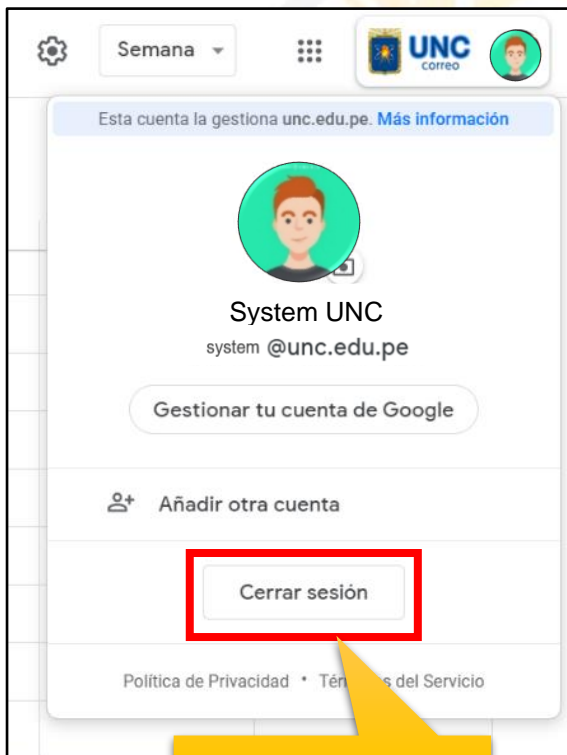 Semana
UNC
correo
Esta cuenta la gestiona unc.edu.pe. Más información
System UNC
system @unc.edu.pe
Gestionar tu cuenta de Google
Añadir otra cuenta
Cerrar sesión
Política de Privacidad • del Servicio